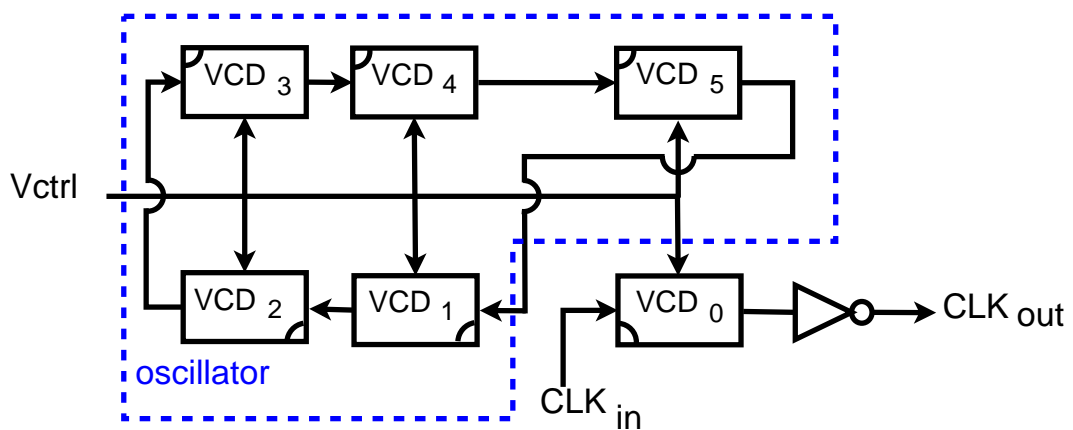 VCD 3
VCD 4
VCD 5
Vctrl
VCD 2
VCD 1
VCD 0
CLK out
oscillator
CLK in